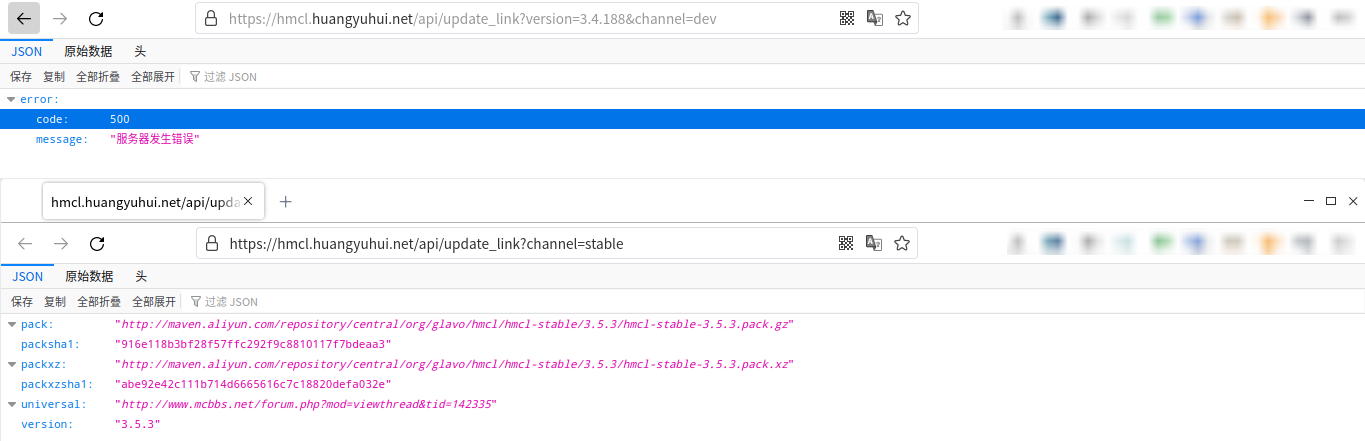 https://hmcl.huangyuhui.net/api/update_link?version=3.4.188&channel=dev
JSON 原始数据 头
保存 复制 全部折叠 全部展开 过滤 JSON
error:
code: 500
message: "服务器发生错误"
hmcl.huangyuhui.net/api/upda
https://hmcl.huangyuhui.net/api/update_link?channel=stable
JSON 原始数据 头
保存 复制 全部折叠 全部展开 过滤 JSON
pack: "http://maven.aliyun.com/repository/central/org/glavo/hmcl/hmcl-stable/3.5.3/hmcl-stable-3.5.3.pack.gz"
packsha1: "916e118b3bf28f57ffc292f9c8810117f7bdeaa3"
packxz: "http://maven.aliyun.com/repository/central/org/glavo/hmcl/hmcl-stable/3.5.3/hmcl-stable-3.5.3.pack.xz"
packxzsha1: "abe92e42c111b714d6665616c7c18820defa032e"
universal: "http://www.mcbbs.net/forum.php?mod=viewthread&tid=142335"
version: "3.5.3"